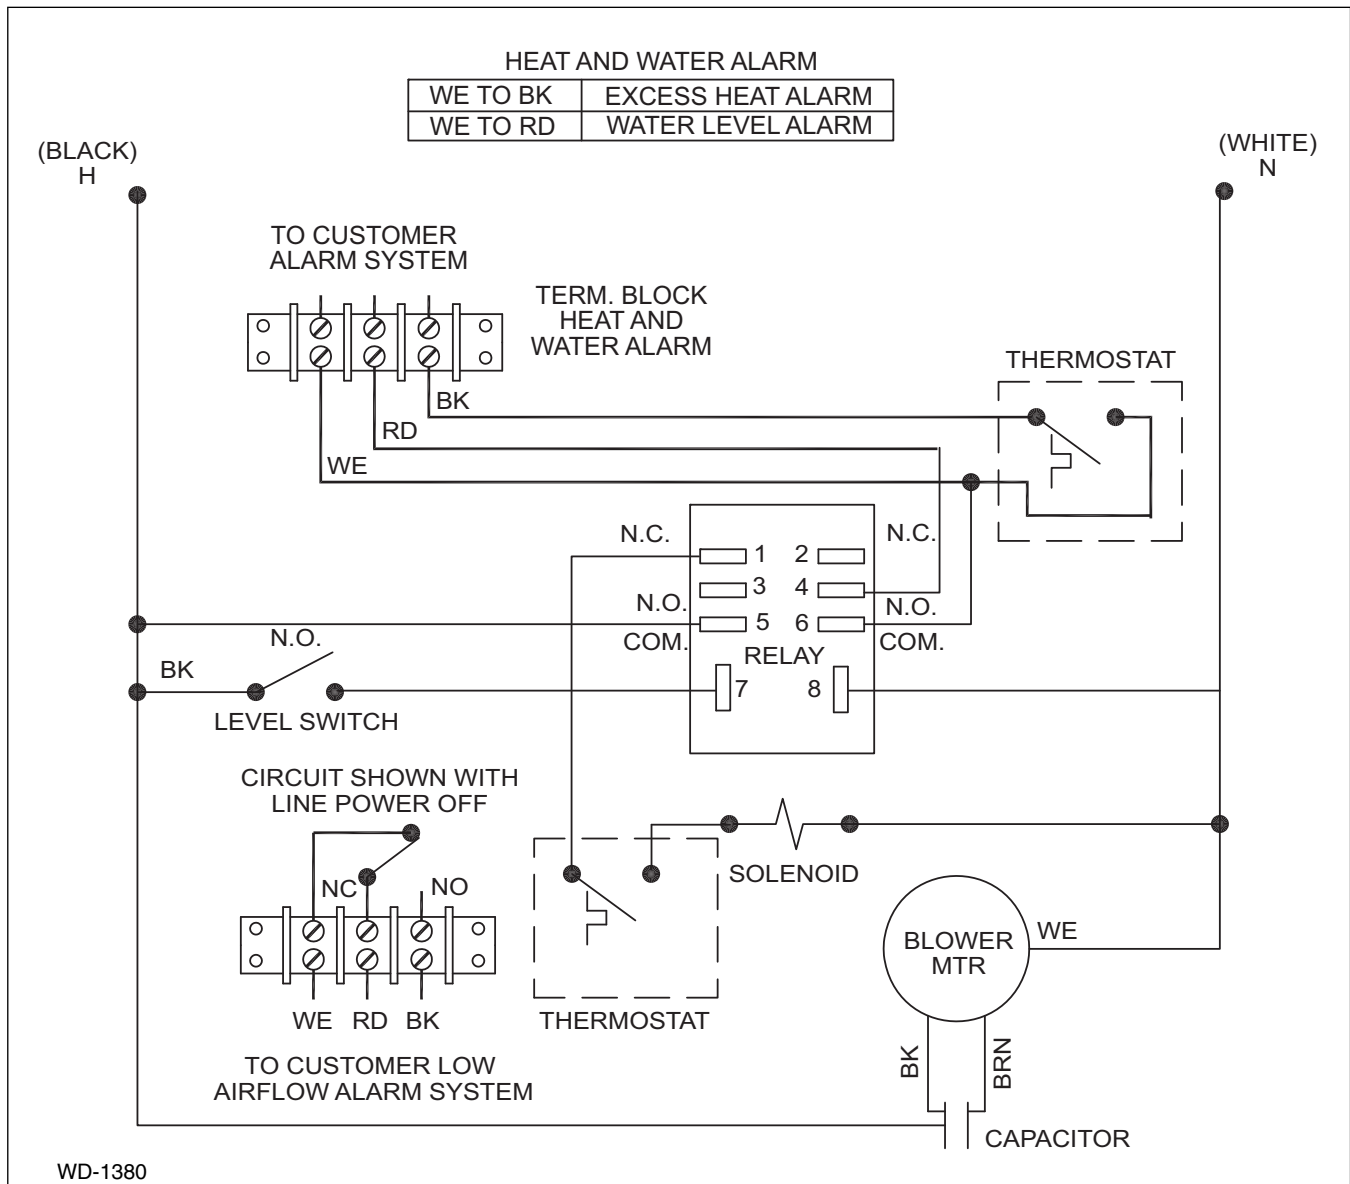 HEAT AND WATER ALARM
WE TO BK EXCESS HEAT ALARM
WE TO RD WATER LEVEL ALARM
(BLACK)
H
(WHITE)
N
TO CUSTOMER
ALARM SYSTEM
TERM. BLOCK
HEAT AND
WATER ALARM
THERMOSTAT
BK
RD
WE
N.C.
1 2
N.C.
3 4
N.O.
N.O.
5 6
COM.
COM.
RELAY
7 8
N.O.
BK
LEVEL SWITCH
CIRCUIT SHOWN WITH
LINE POWER OFF
NC
NO
WE RD BK
TO CUSTOMER LOW
AIRFLOW ALARM SYSTEM
SOLENOID
THERMOSTAT
BLOWER
MTR
WE
BK
BRN
CAPACITOR
WD-1380